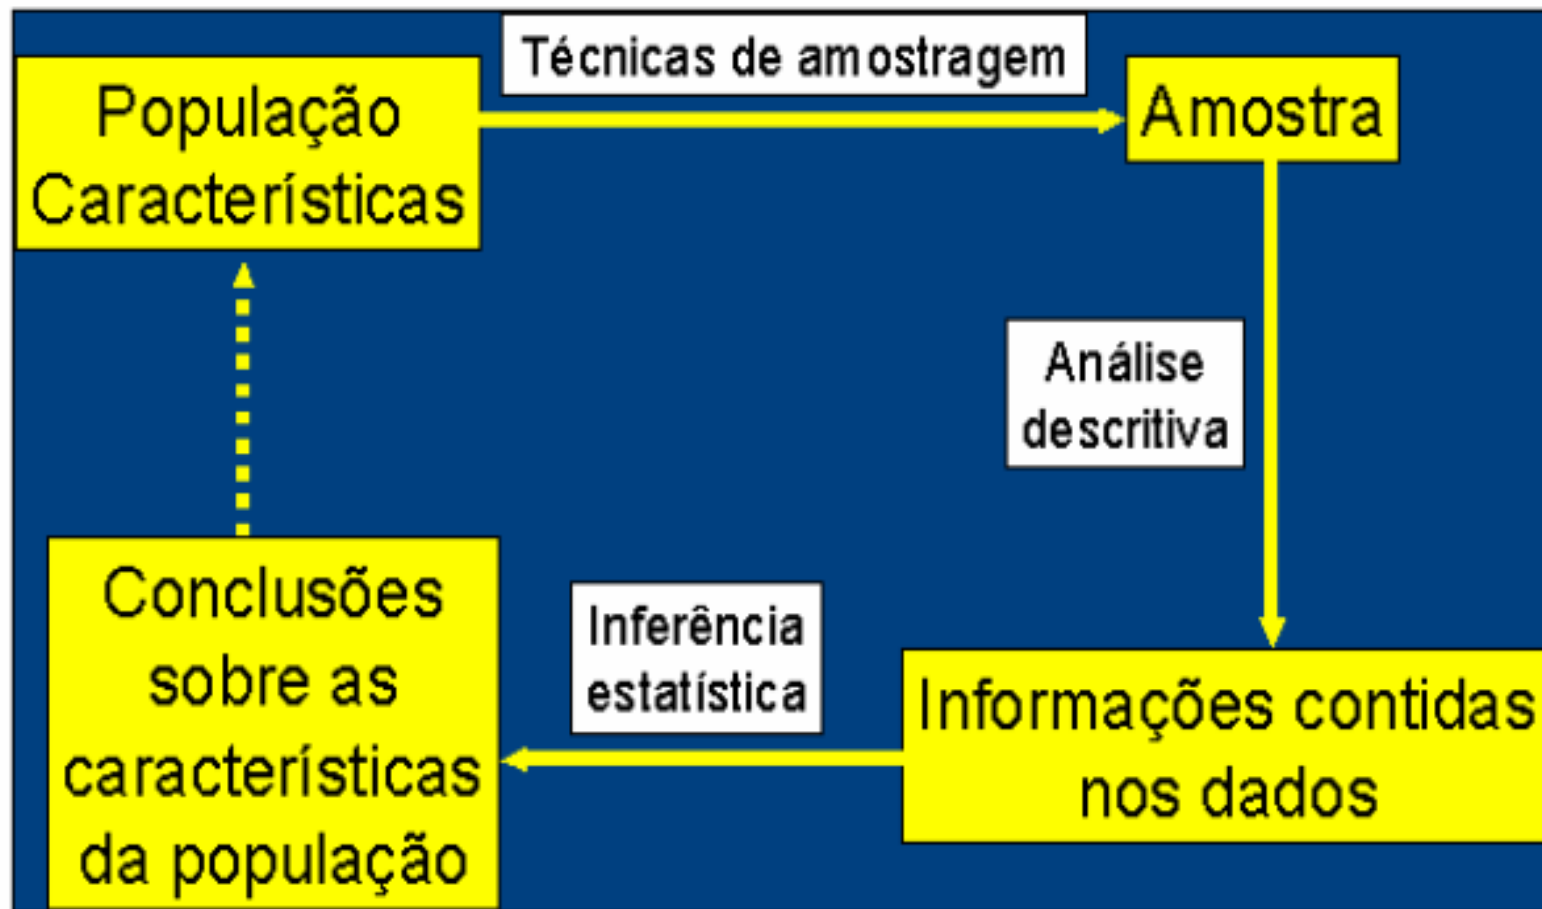 Técnicas de amostragem
População
Características
Amostra
Análise
descritiva
Inferência
estatística
Informações contidas
nos dados
Conclusões
sobre as
características
da população